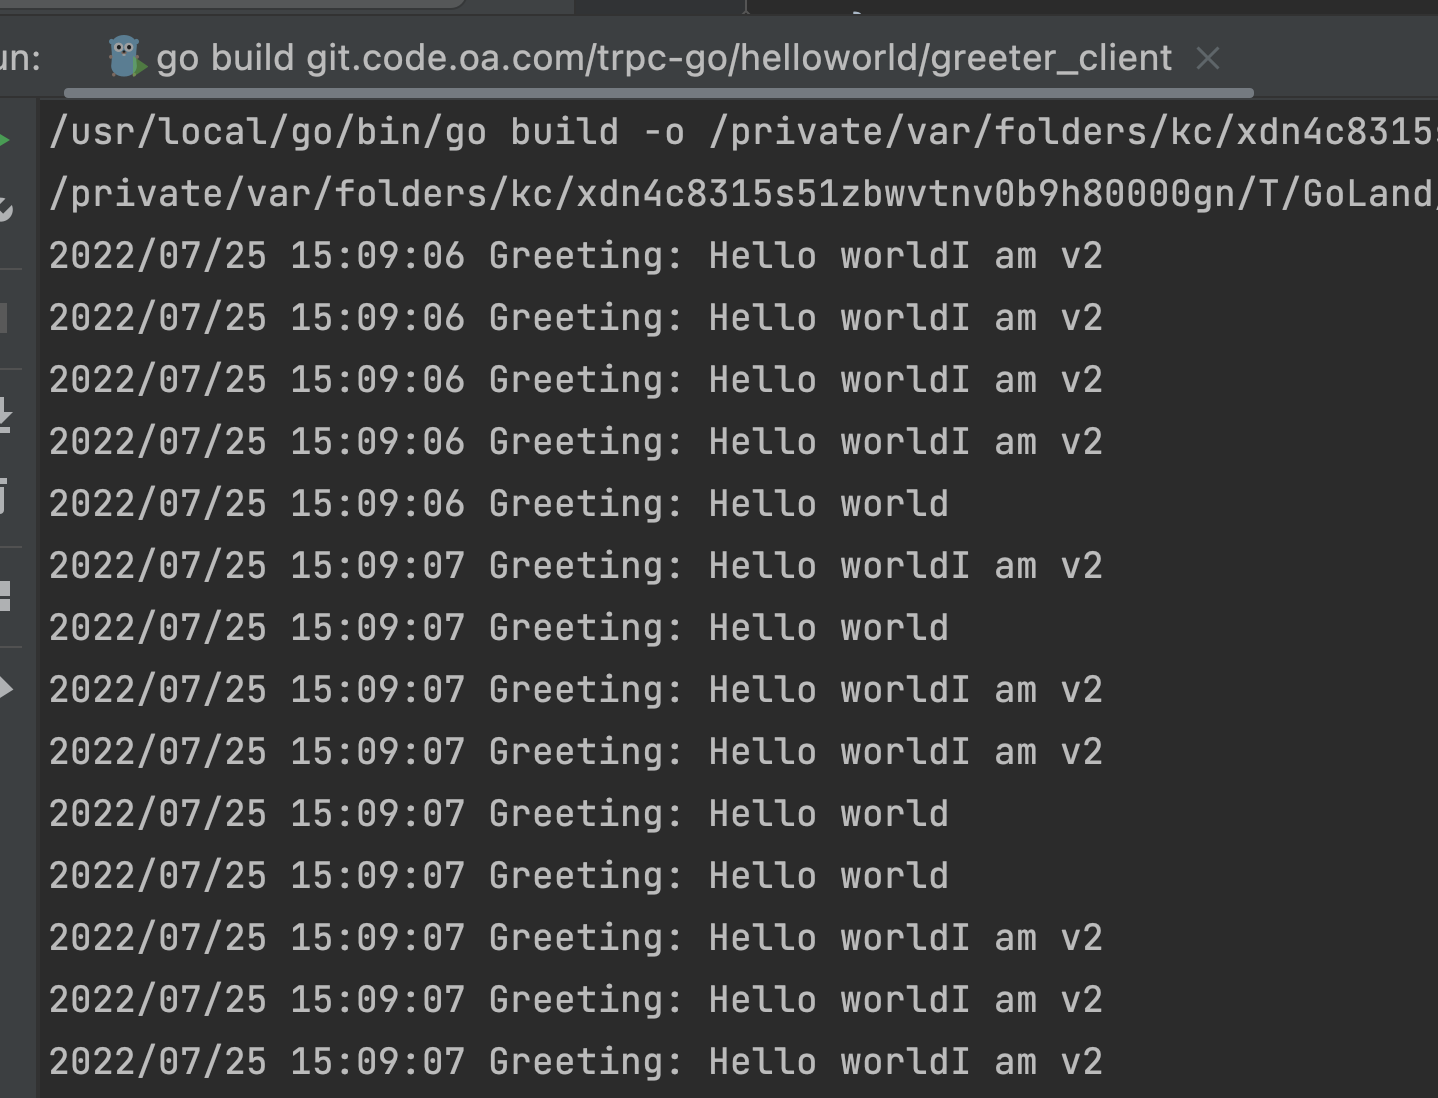 un:
go build git.code.oa.com/trpc-go/helloworld/greeter_client
/usr/local/go/bin/go build -o /private/var/folders/kc/xdn4c8315s
/private/var/folders/kc/xdn4c8315s51zbwvtnv0b9h80000gn/T/GoLand/
2022/07/25 15:09:06 Greeting: Hello worldI am v2
2022/07/25 15:09:06 Greeting: Hello worldI am v2
2022/07/25 15:09:06 Greeting: Hello worldI am v2
2022/07/25 15:09:06 Greeting: Hello worldI am v2
2022/07/25 15:09:06 Greeting: Hello world
2022/07/25 15:09:07 Greeting: Hello worldI am v2
2022/07/25 15:09:07 Greeting: Hello world
2022/07/25 15:09:07 Greeting: Hello worldI am v2
2022/07/25 15:09:07 Greeting: Hello worldI am v2
2022/07/25 15:09:07 Greeting: Hello world
2022/07/25 15:09:07 Greeting: Hello world
2022/07/25 15:09:07 Greeting: Hello worldI am v2
2022/07/25 15:09:07 Greeting: Hello worldI am v2
2022/07/25 15:09:07 Greeting: Hello worldI am v2